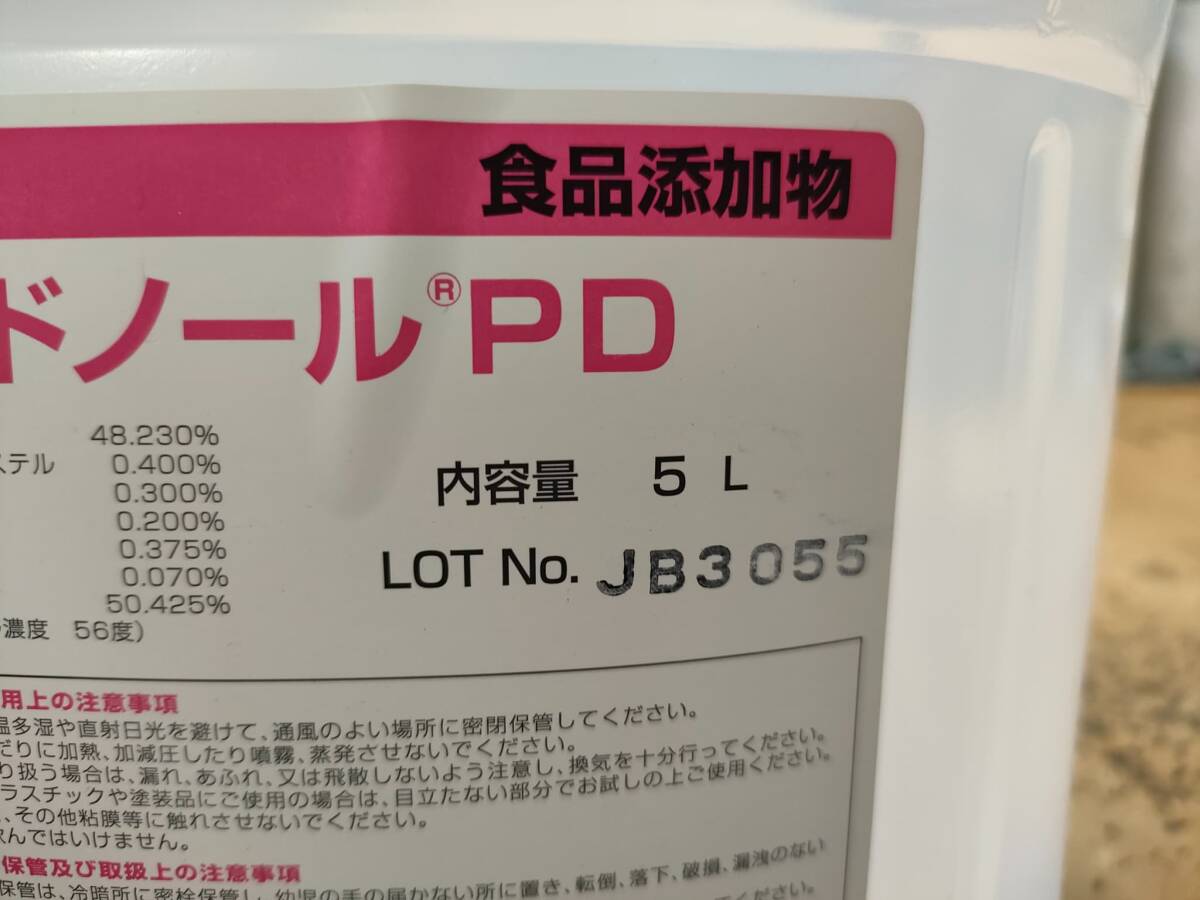 食品添加物
ドノール®PD
48.230%
ステル 0.400%
0.300%
0.200%
0.375%
0.070%
50.425%
濃度 56度)
内容量 5 L
LOT No. JB3055
用上の注意事項
温多湿や直射日光を避けて、通風のよい場所に密閉保管してください。
だりに加熱、加減圧したり噴霧、蒸発させないでください。
り扱う場合は、漏れ、あふれ、又は飛散しないよう注意し、換気を十分行ってください。
ラスチックや塗装品にご使用の場合は、目立たない部分でお試しの上ご使用ください。
、その他粘膜等に触れさせないでください。
飲んではいけません。
保管及び取扱上の注意事項
保管は、冷暗所に密栓保管し、幼児の手の届かない所に置き、転倒、落下、破損、漏洩のない
てください。